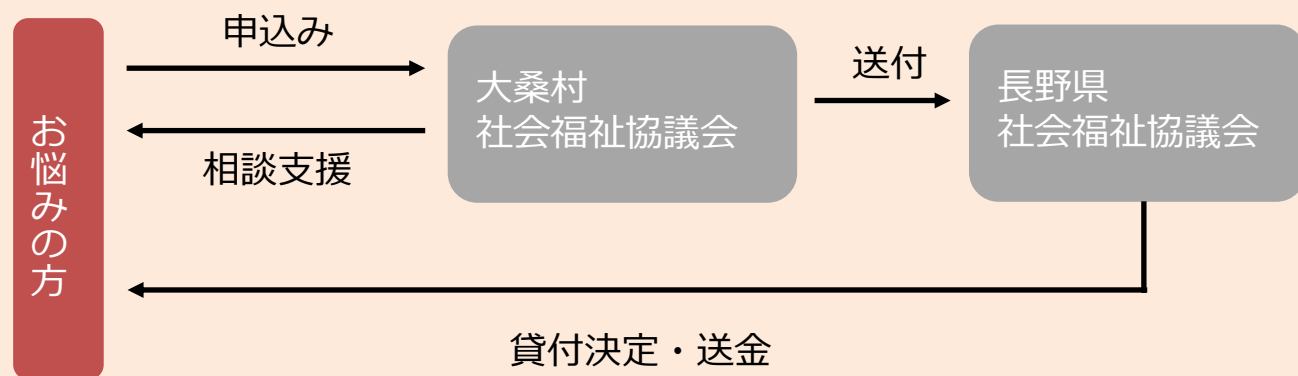 お悩みの方
申込み
相談支援
大桑村
社会福祉協議会
送付
長野県
社会福祉協議会
貸付決定・送金